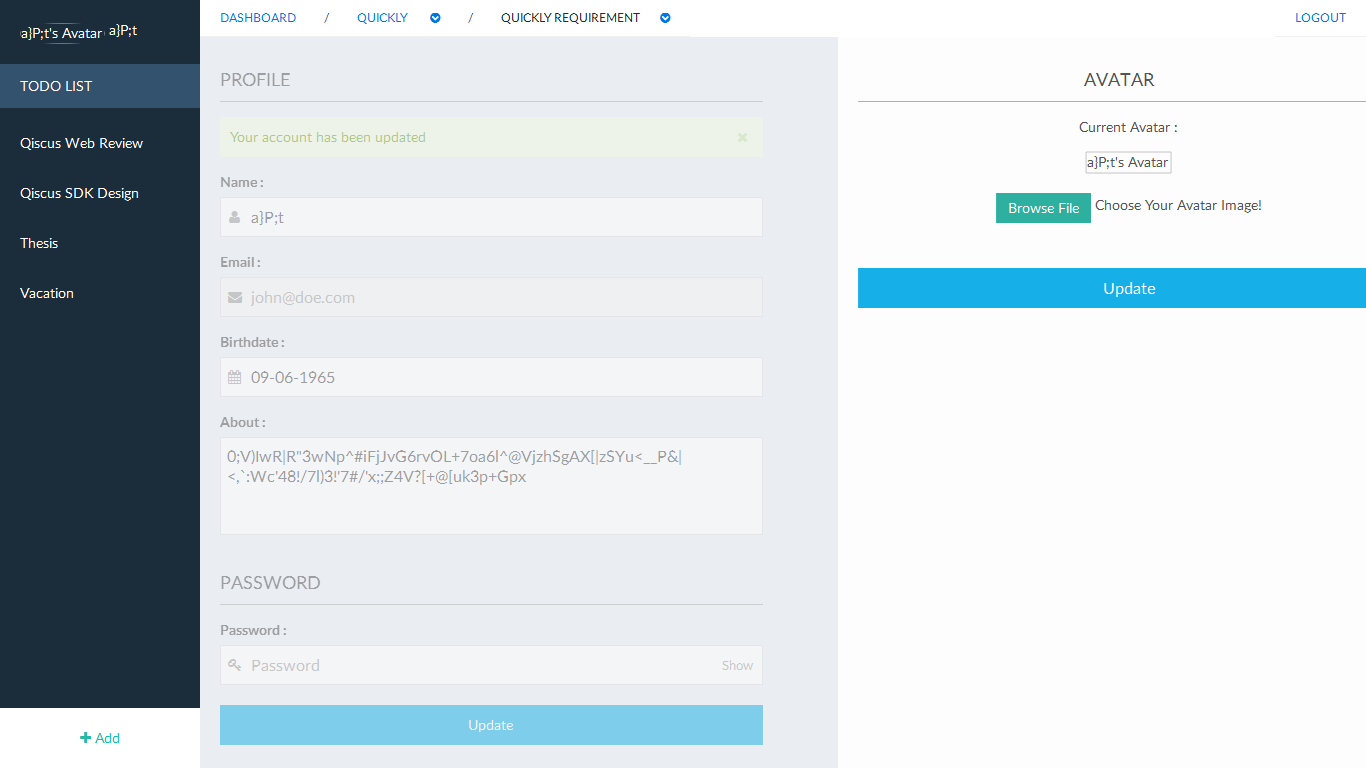 a}P;t's Avatar a}P;t
TODO LIST
Qiscus Web Review
Qiscus SDK Design
Thesis
Vacation
Add
DASHBOARD / QUICKLY / QUICKLY REQUIREMENT
LOGOUT
PROFILE
Your account has been updated
Name :
a}P;t
Email :
john@doe.com
Birthdate :
09-06-1965
About :
0;V)IwR|R"3wNp^#iFjJvG6rvOL+7oa6l^@VjzhSgAX[|zSYu<__P&|
<,`:Wc'48!/7l)3!'7#/'x;;Z4V?[+@[uk3p+Gpx
PASSWORD
Password :
Password
Show
Update
AVATAR
Current Avatar :
a}P;t's Avatar
Browse File Choose Your Avatar Image!
Update